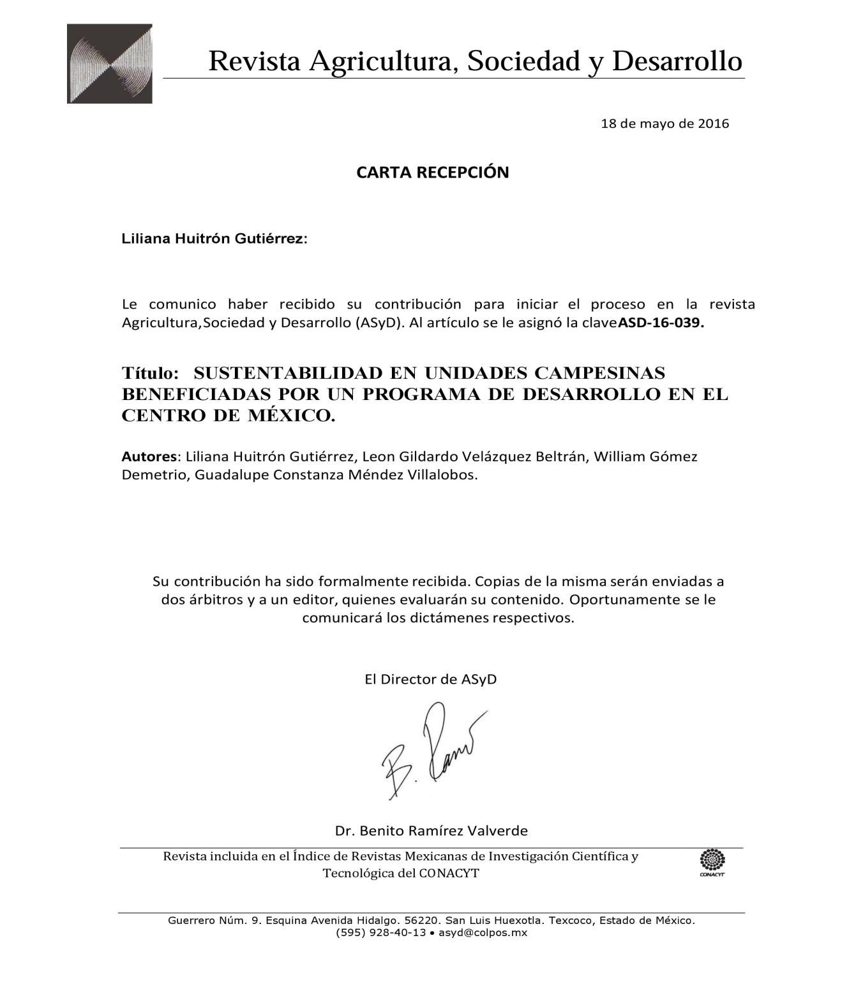 Revista Agricultura, Sociedad y Desarrollo
18 de mayo de 2016
CARTA RECEPCIÓN
Liliana Huitrón Gutiérrez:
Le comunico haber recibido su contribución para iniciar el proceso en la revista
Agricultura,Sociedad y Desarrollo (ASyD). Al artículo se le asignó la claveASD-16-039.
Título: SUSTENTABILIDAD EN UNIDADES CAMPESINAS
BENEFICIADAS POR UN PROGRAMA DE DESARROLLO EN EL
CENTRO DE MÉXICO.
Autores: Liliana Huitrón Gutiérrez, Leon Gildardo Velázquez Beltrán, William Gómez
Demetrio, Guadalupe Constanza Méndez Villalobos.
Su contribución ha sido formalmente recibida. Copias de la misma serán enviadas a
dos árbitros y a un editor, quienes evaluarán su contenido. Oportunamente se le
comunicará los dictámenes respectivos.
El Director de ASyD
B.
Dr. Benito Ramírez Valverde
Revista incluida en el Índice de Revistas Mexicanas de Investigación Científica y
Tecnológica del CONACYT
CONACYT
Guerrero Núm. 9. Esquina Avenida Hidalgo. 56220. San Luis Huexotla. Texcoco, Estado de México.
(595) 928-40-13 • asyd@colpos.mx